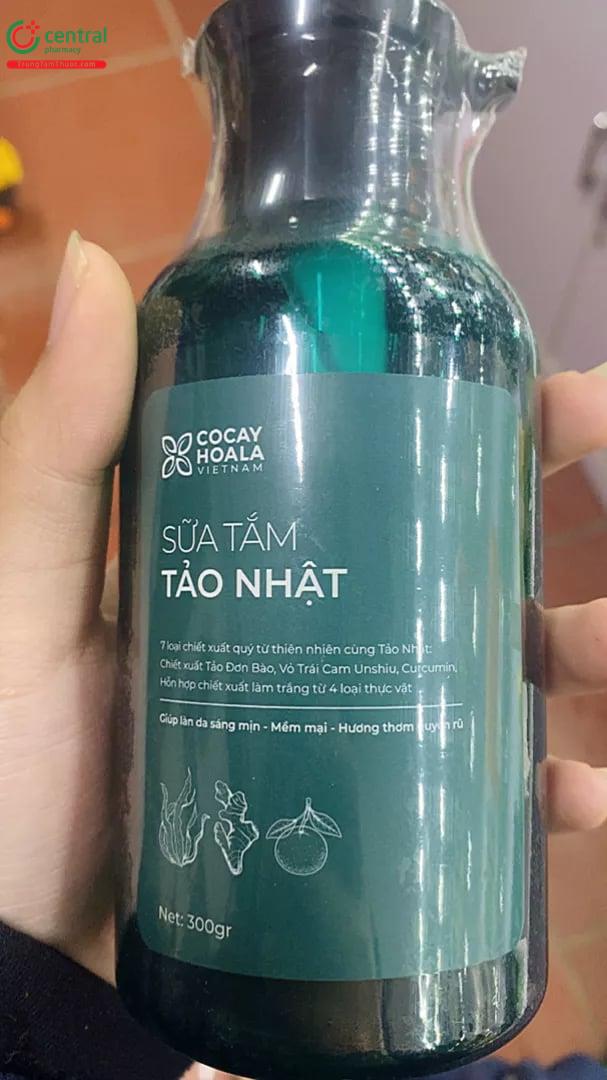 central
pharmacy
TrungTamThuoc.com
COCAY
HOALA
VIETNAM
SỮA TẮM
TẢO NHẬT
7 loại chiết xuất quý từ thiên nhiên cùng Tảo Nhật:
Chiết xuất Tảo Đơn Bào, Vỏ Trái Cam Unshiu, Curcumin,
Hỗn hợp chiết xuất làm trắng từ 4 loại thực vật
Giúp làn da sáng mịn - Mềm mại - Hương thơm quyến rũ
Net: 300gr